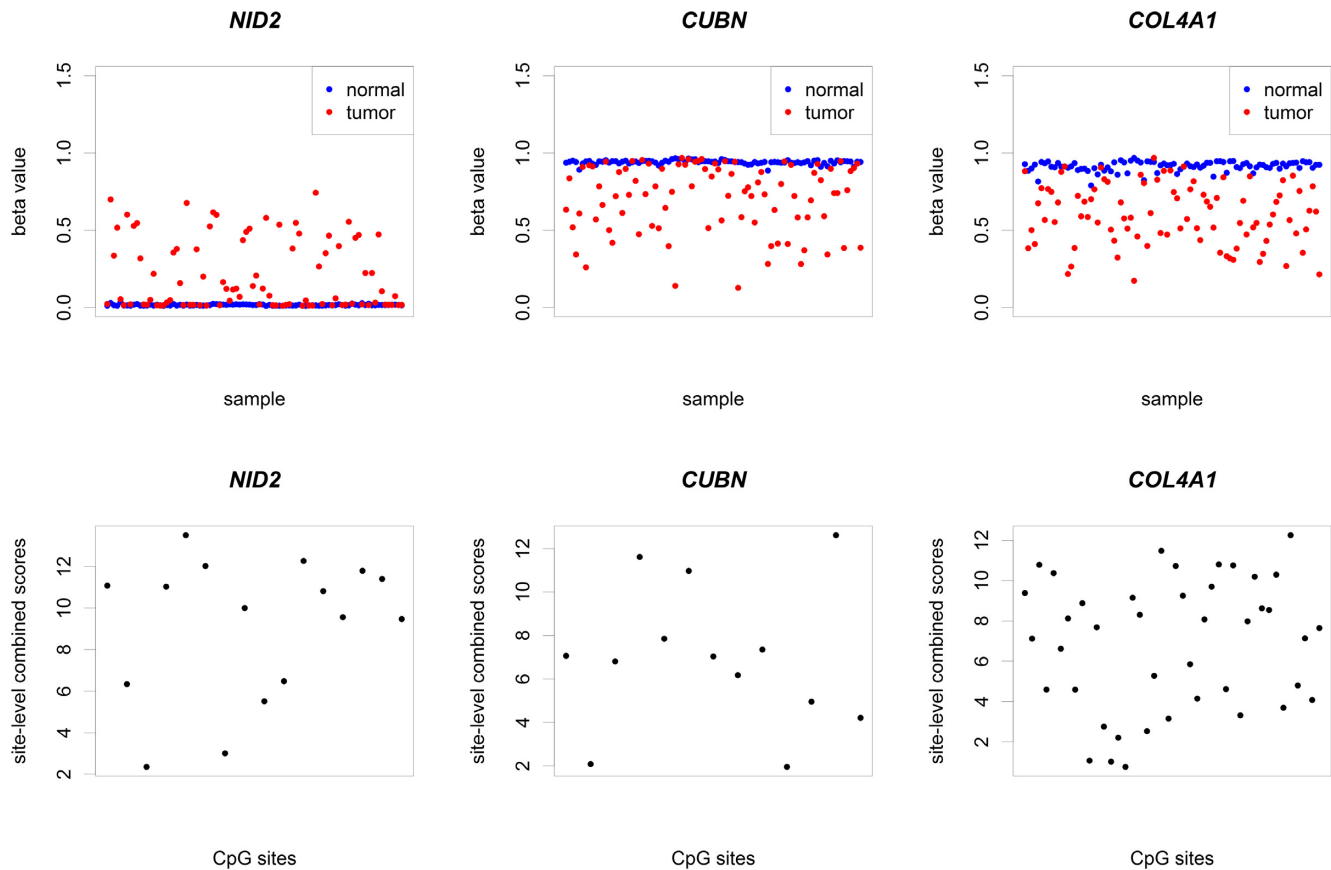 NID2
CUBN
COL4A1
beta value
0.0
0.5
1.0
1.5
normal
tumor
sample
beta value
0.0
0.5
1.0
1.5
normal
tumor
sample
beta value
0.0
0.5
1.0
1.5
normal
tumor
sample
NID2
CUBN
COL4A1
site-level combined scores
2
4
6
8
10
12
CpG sites
site-level combined scores
2
4
6
8
10
12
CpG sites
site-level combined scores
2
4
6
8
10
12
CpG sites